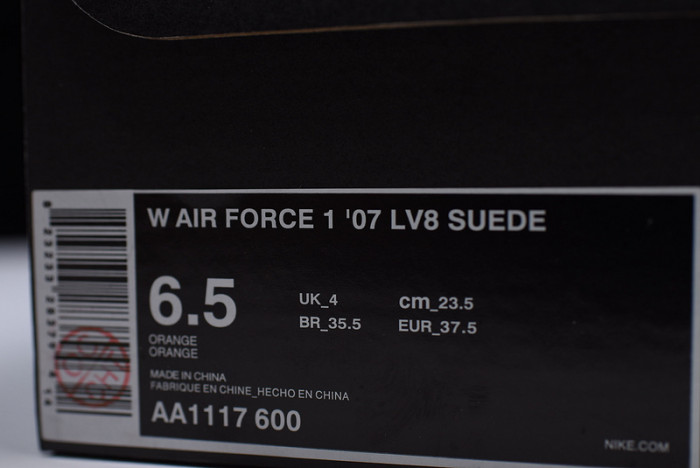 W AIR FORCE 1 '07 LV8 SUEDE
6.5
UK_4 cm_23.5
BR_35.5 EUR_37.5
ORANGE
ORANGE
MADE IN CHINA
FABRIQUE EN CHINE_HECHO EN CHINA
AA1117 600
NIKE.COM